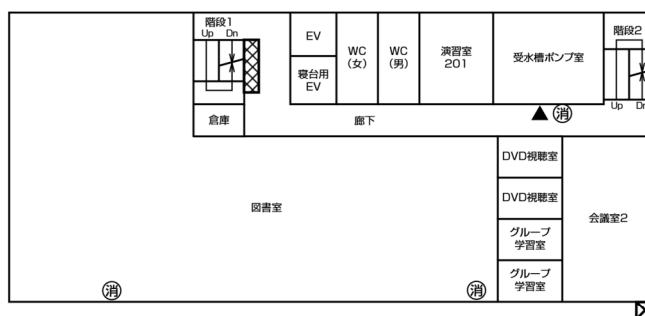 階段1
Up Dn
EV
寝台用
EV
WC
(女)
WC
(男)
演習室
201
受水槽ポンプ室
階段2
Up Dn
倉庫
廊下
消
DVD視聴室
DVD視聴室
図書室
グループ
学習室
会議室2
グループ
学習室
消
消